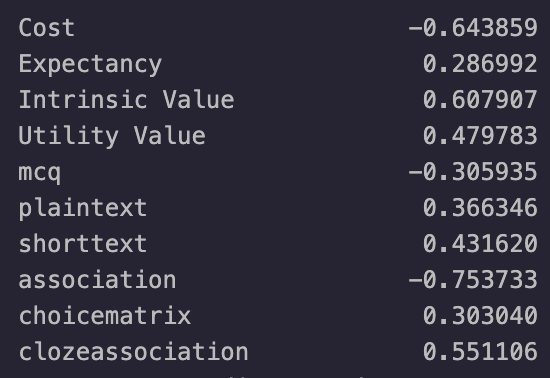 Cost -0.643859
Expectancy 0.286992
Intrinsic Value 0.607907
Utility Value 0.479783
mcq -0.305935
plaintext 0.366346
shorttext 0.431620
association -0.753733
choicematrix 0.303040
clozeassociation 0.551106